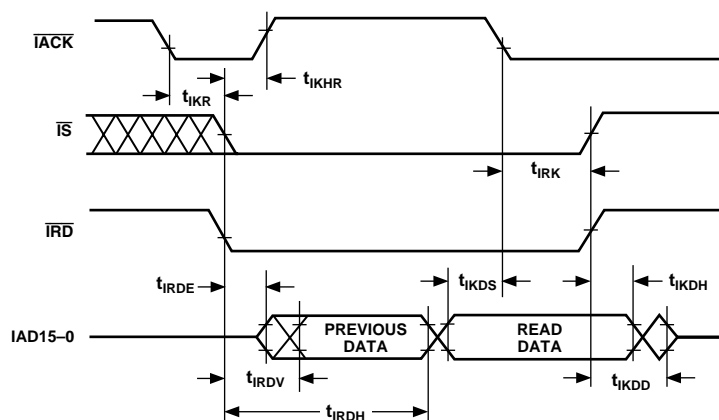 IACK
tIKHR
tIKR
IS
tIRK
IRD
tIRDE
tIKDS
tIKDH
IAD15–0
PREVIOUS
DATA
READ
DATA
tIRDV
tIKDD
tIRDH